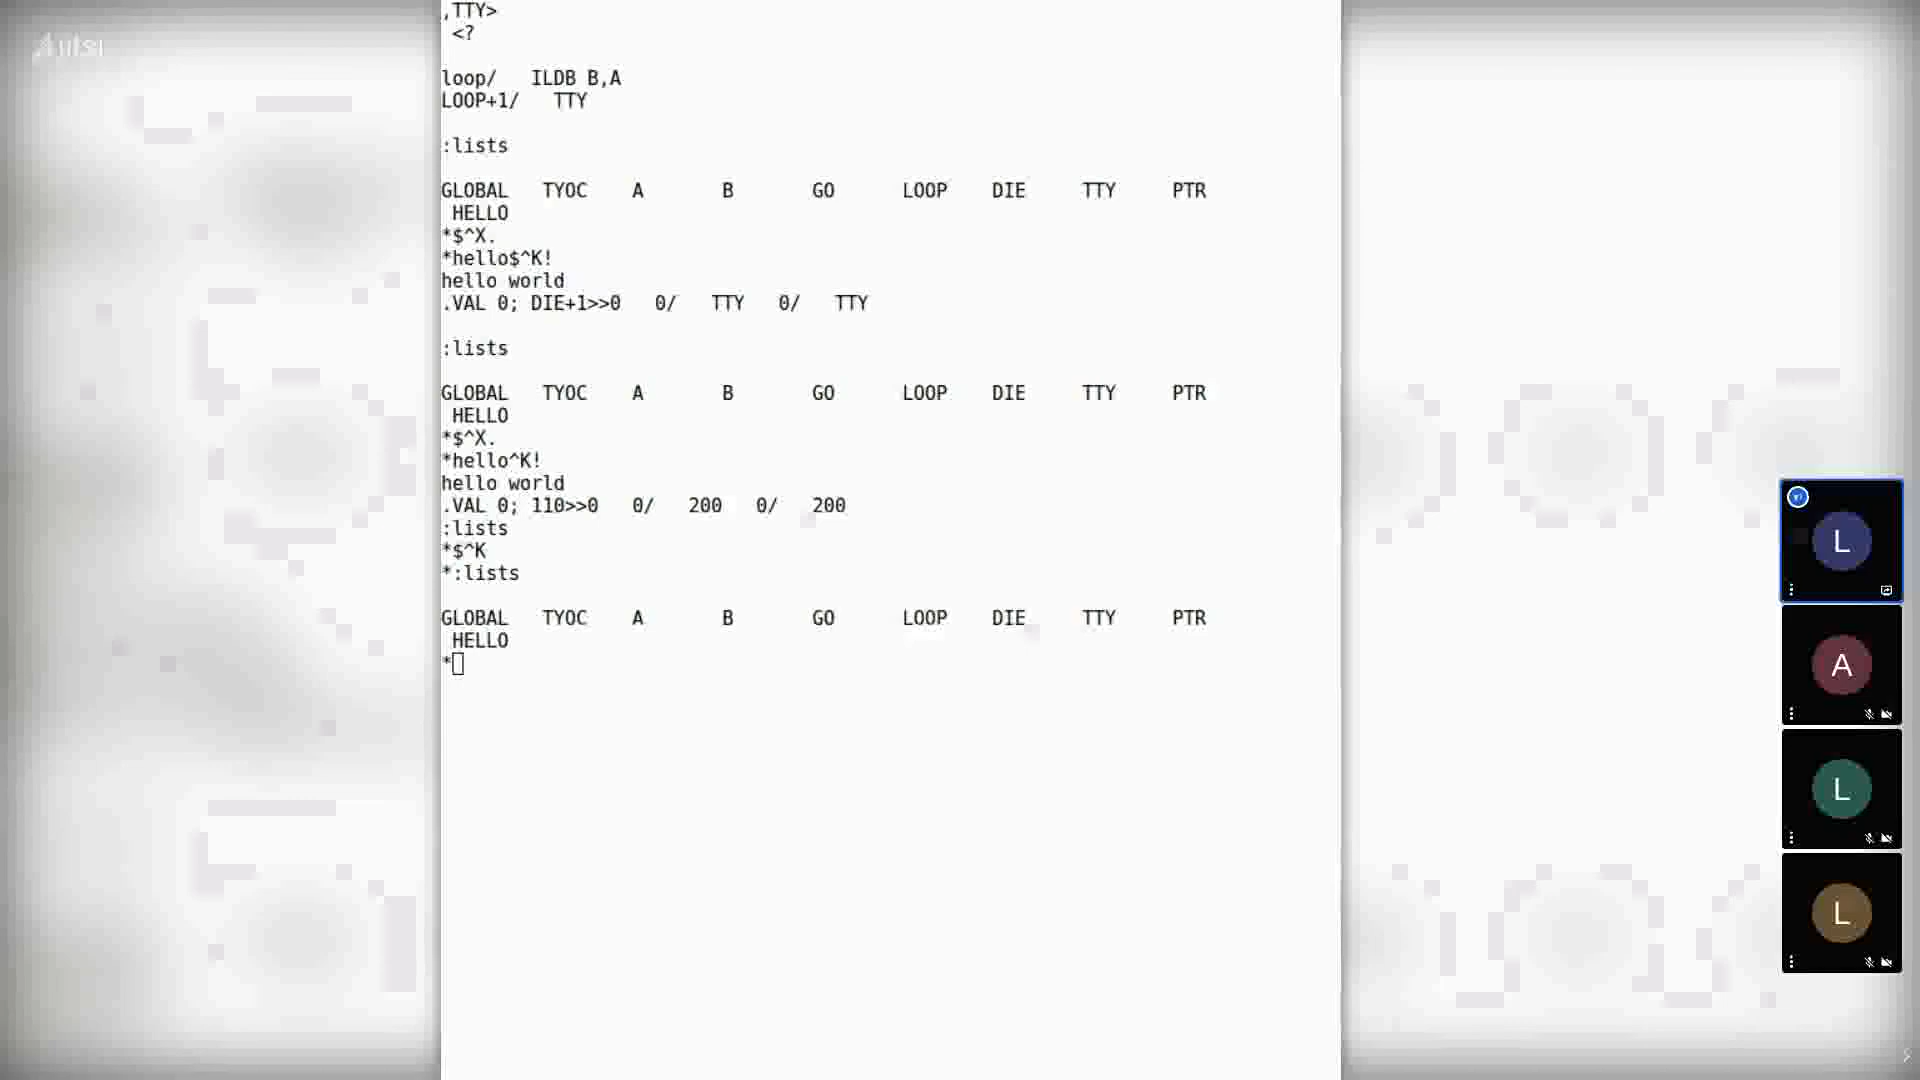 ,TTY>
<?
loop/ ILDB B,A
LOOP+1/ TTY
:lists
GLOBAL TYOC A B GO LOOP DIE TTY PTR
HELLO
*$^X.
*hello$^K!
hello world
.VAL 0; DIE+1>>0 0/ TTY 0/ TTY
:lists
GLOBAL TYOC A B GO LOOP DIE TTY PTR
HELLO
*$^X.
*hello^K!
hello world
.VAL 0; 110>>0 0/ 200 0/ 200
:lists
*$^K
*:lists
GLOBAL TYOC A B GO LOOP DIE TTY PTR
HELLO
*
L
A
L
L